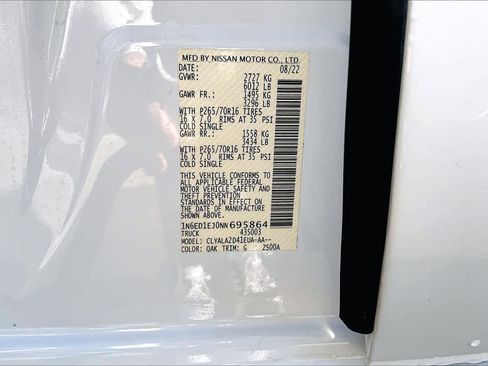 MFD BY NISSAN MOTOR CO., LTD.
DATE: 08/22
GVWR: 2727 KG
6012 LB
GAWR FR.: 1495 KG
3296 LB
WITH P265/70R16 TIRES
16 X 7.0 RIMS AT 35 PSI
COLD SINGLE
GAWR RR.: 1558 KG
3434 LB
WITH P265/70R16 TIRES
16 X 7.0 RIMS AT 35 PSI
COLD SINGLE
THIS VEHICLE CONFORMS TO
ALL APPLICABLE FEDERAL
MOTOR VEHICLE SAFETY AND
THEFT PREVENTION
STANDARDS IN EFFECT ON
THE DATE OF MANUFACTURE
SHOWN ABOVE.
1N6ED1EJ0NN 695864
TRUCK 435003
MODEL: CLYALAZD41EUA-AA--
COLOR: QAK TRIM: G 2S00A